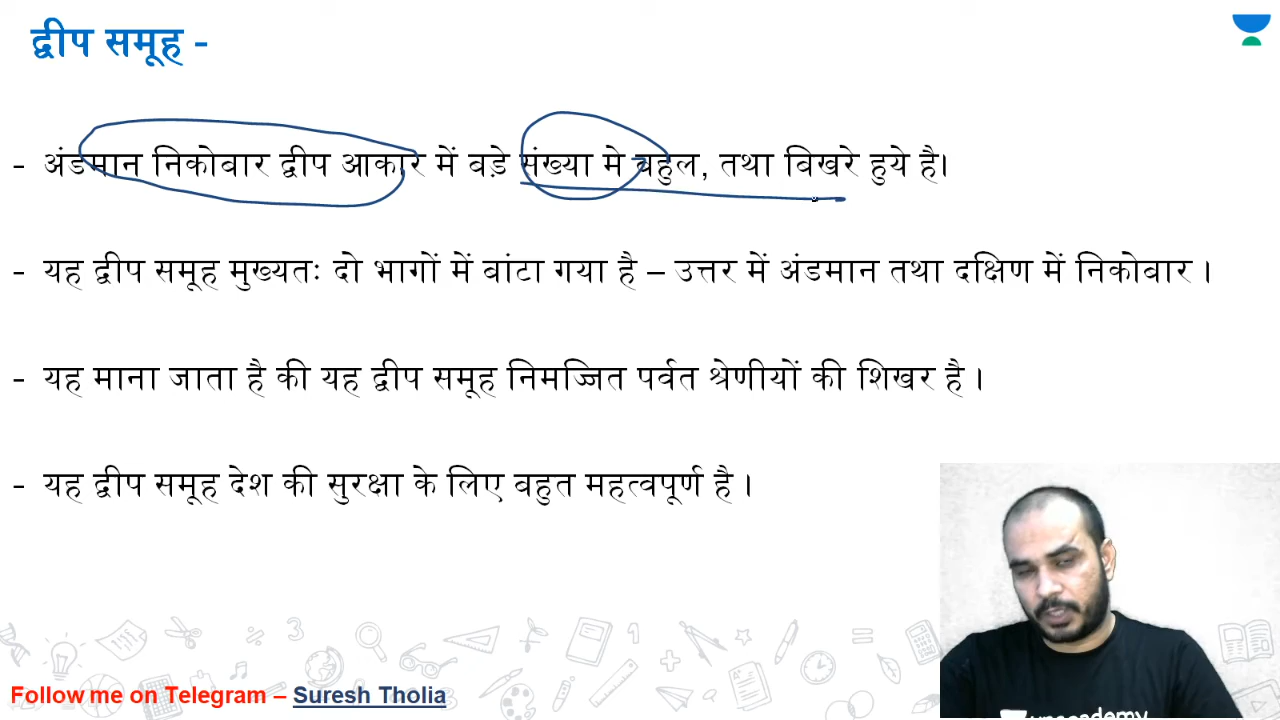 द्वीप समूह -
- अंडमान निकोबार द्वीप आकार में बड़े संख्या मे बहुल, तथा बिखरे हुये है।
- यह द्वीप समूह मुख्यतः दो भागों में बांटा गया है – उत्तर में अंडमान तथा दक्षिण में निकोबार ।
- यह माना जाता है की यह द्वीप समूह निमज्जित पर्वत श्रेणीयों की शिखर है ।
- यह द्वीप समूह देश की सुरक्षा के लिए बहुत महत्वपूर्ण है ।
Follow me on Telegram – Suresh Tholia
unacademy